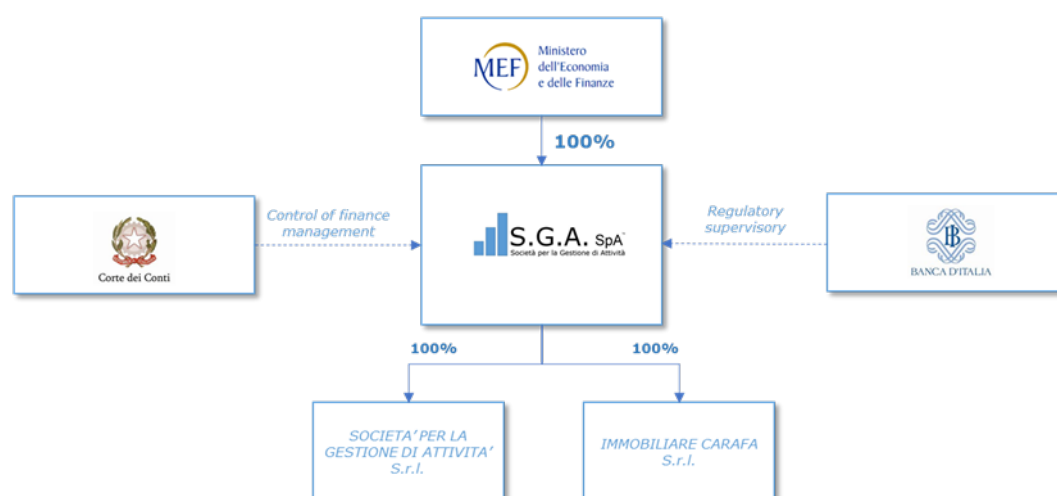 MEF
Ministero
dell'Economia
e delle Finanze
100%
Control of finance
management
Corte dei Conti
S.G.A. SpA
Società per la Gestione di Attività
Regulatory
supervisory
BANCA D'ITALIA
100%
100%
SOCIETA' PER LA
GESTIONE DI ATTIVITA'
S.r.l.
IMMOBILIARE CARAFA
S.r.l.